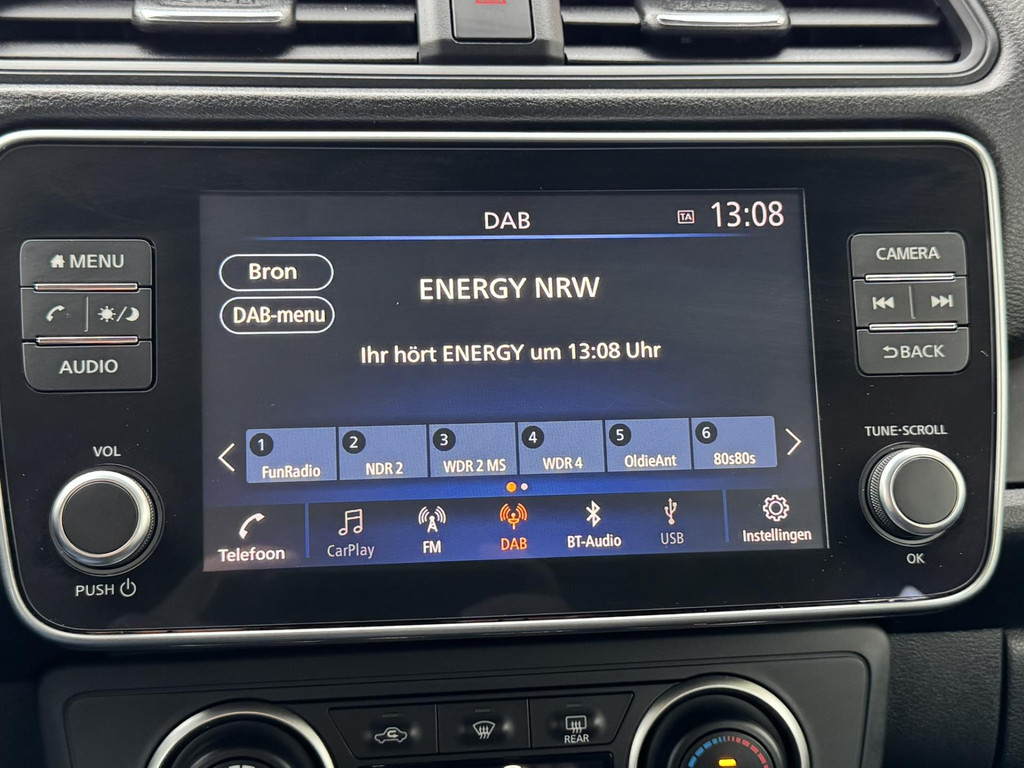 DAB
TA
13:08
MENU
AUDIO
CAMERA
BACK
Bron
DAB-menu
ENERGY NRW
Ihr hört ENERGY um 13:08 Uhr
VOL
PUSH
TUNE·SCROLL
OK
1 FunRadio
2 NDR 2
3 WDR 2 MS
4 WDR 4
5 OldieAnt
6 80s80s
Telefoon
CarPlay
FM
DAB
BT-Audio
USB
Instellingen
REAR